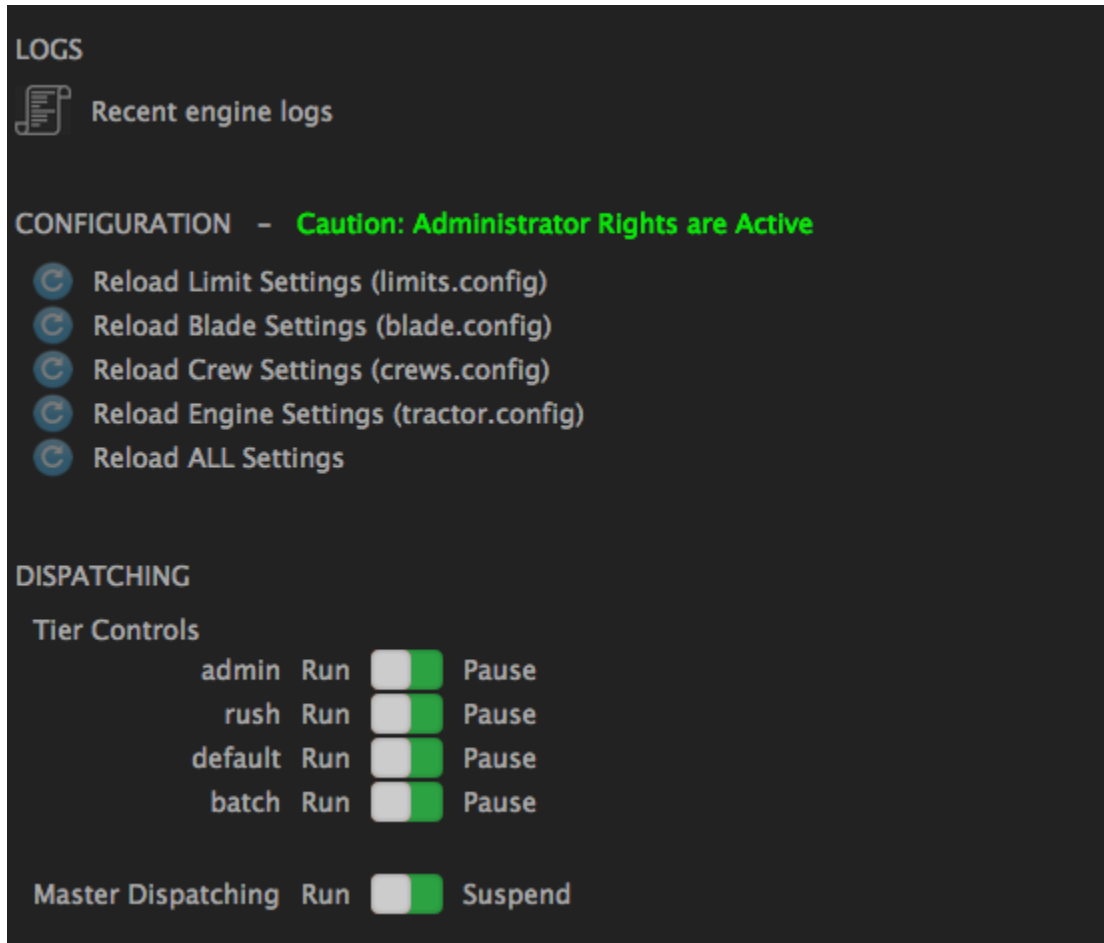 LOGS
Recent engine logs
CONFIGURATION – Caution: Administrator Rights are Active
Reload Limit Settings (limits.config)
Reload Blade Settings (blade.config)
Reload Crew Settings (crews.config)
Reload Engine Settings (tractor.config)
Reload ALL Settings
DISPATCHING
Tier Controls
admin Run Pause
rush Run Pause
default Run Pause
batch Run Pause
Master Dispatching Run Suspend